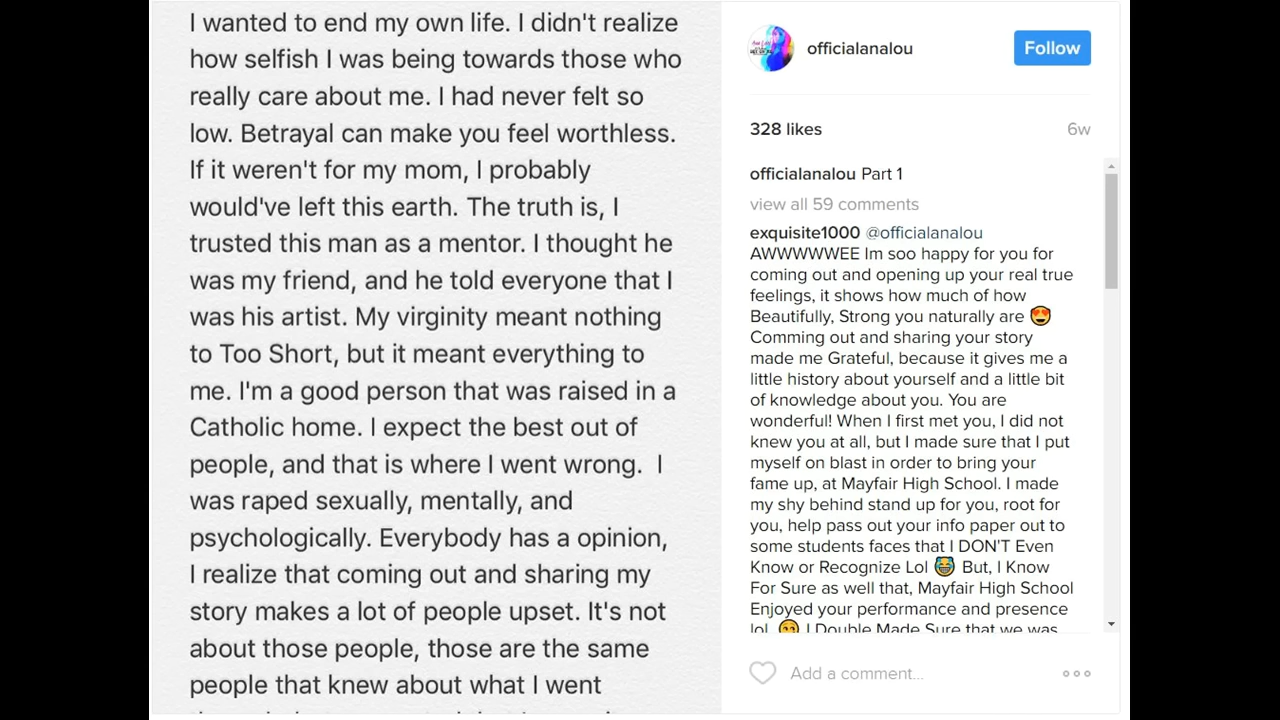 I wanted to end my own life. I didn't realize
how selfish I was being towards those who
really care about me. I had never felt so
low. Betrayal can make you feel worthless.
If it weren't for my mom, I probably
would've left this earth. The truth is, I
trusted this man as a mentor. I thought he
was my friend, and he told everyone that I
was his artist. My virginity meant nothing
to Too Short, but it meant everything to
me. I'm a good person that was raised in a
Catholic home. I expect the best out of
people, and that is where I went wrong. I
was raped sexually, mentally, and
psychologically. Everybody has a opinion,
I realize that coming out and sharing my
story makes a lot of people upset. It's not
about those people, those are the same
people that knew about what I went
officialanalou
Follow
328 likes 6w
officialanalou Part 1
view all 59 comments
exquisite1000 @officialanalou
AWWWWWEE Im soo happy for you for
coming out and opening up your real true
feelings, it shows how much of how
Beautifully, Strong you naturally are 😍
Comming out and sharing your story
made me Grateful, because it gives me a
little history about yourself and a little bit
of knowledge about you. You are
wonderful! When I first met you, I did not
knew you at all, but I made sure that I put
myself on blast in order to bring your
fame up, at Mayfair High School. I made
my shy behind stand up for you, root for
you, help pass out your info paper out to
some students faces that I DON'T Even
Know or Recognize Lol 😂 But, I Know
For Sure as well that, Mayfair High School
Enjoyed your performance and presence
lol. 😊 I Double Made Sure that we was
Add a comment...